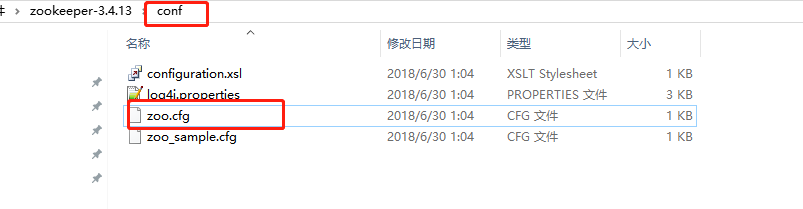 件 › zookeeper-3.4.13 › conf
名称 修改日期 类型 大小
configuration.xsl 2018/6/30 1:04 XSLT Stylesheet 1 KB
log4j.properties 2018/6/30 1:04 PROPERTIES 文件 3 KB
zoo.cfg 2018/6/30 1:04 CFG 文件 1 KB
zoo_sample.cfg 2018/6/30 1:04 CFG 文件 1 KB